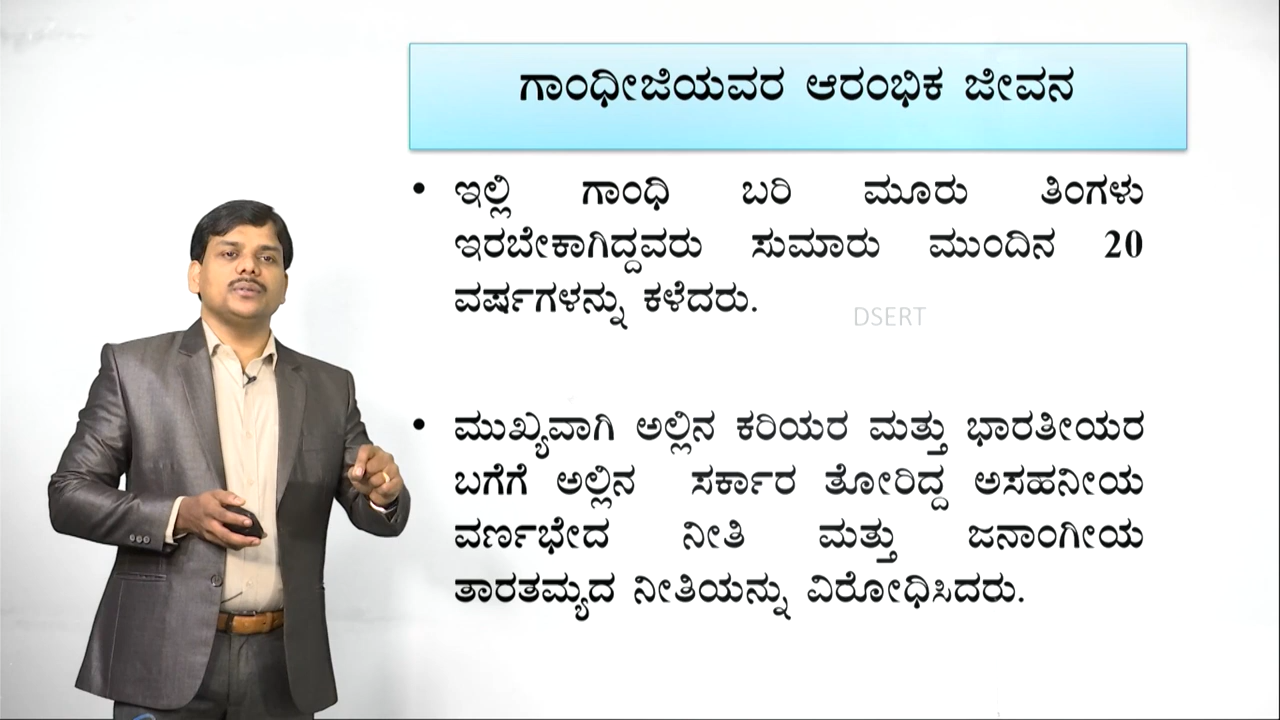 ಗಾಂಧೀಜಿಯವರ ಆರಂಭಿಕ ಜೀವನ
• ಇಲ್ಲಿ ಗಾಂಧಿ ಬರಿ ಮೂರು ತಿಂಗಳು
ಇರಬೇಕಾಗಿದ್ದವರು ಸುಮಾರು ಮುಂದಿನ 20
ವರ್ಷಗಳನ್ನು ಕಳೆದರು.
DSERT
• ಮುಖ್ಯವಾಗಿ ಅಲ್ಲಿನ ಕರಿಯರ ಮತ್ತು ಭಾರತೀಯರ
ಬಗೆಗೆ ಅಲ್ಲಿನ ಸರ್ಕಾರ ತೋರಿದ್ದ ಅಸಹನೀಯ
ವರ್ಣಭೇದ ನೀತಿ ಮತ್ತು ಜನಾಂಗೀಯ
ತಾರತಮ್ಯದ ನೀತಿಯನ್ನು ವಿರೋಧಿಸಿದರು.